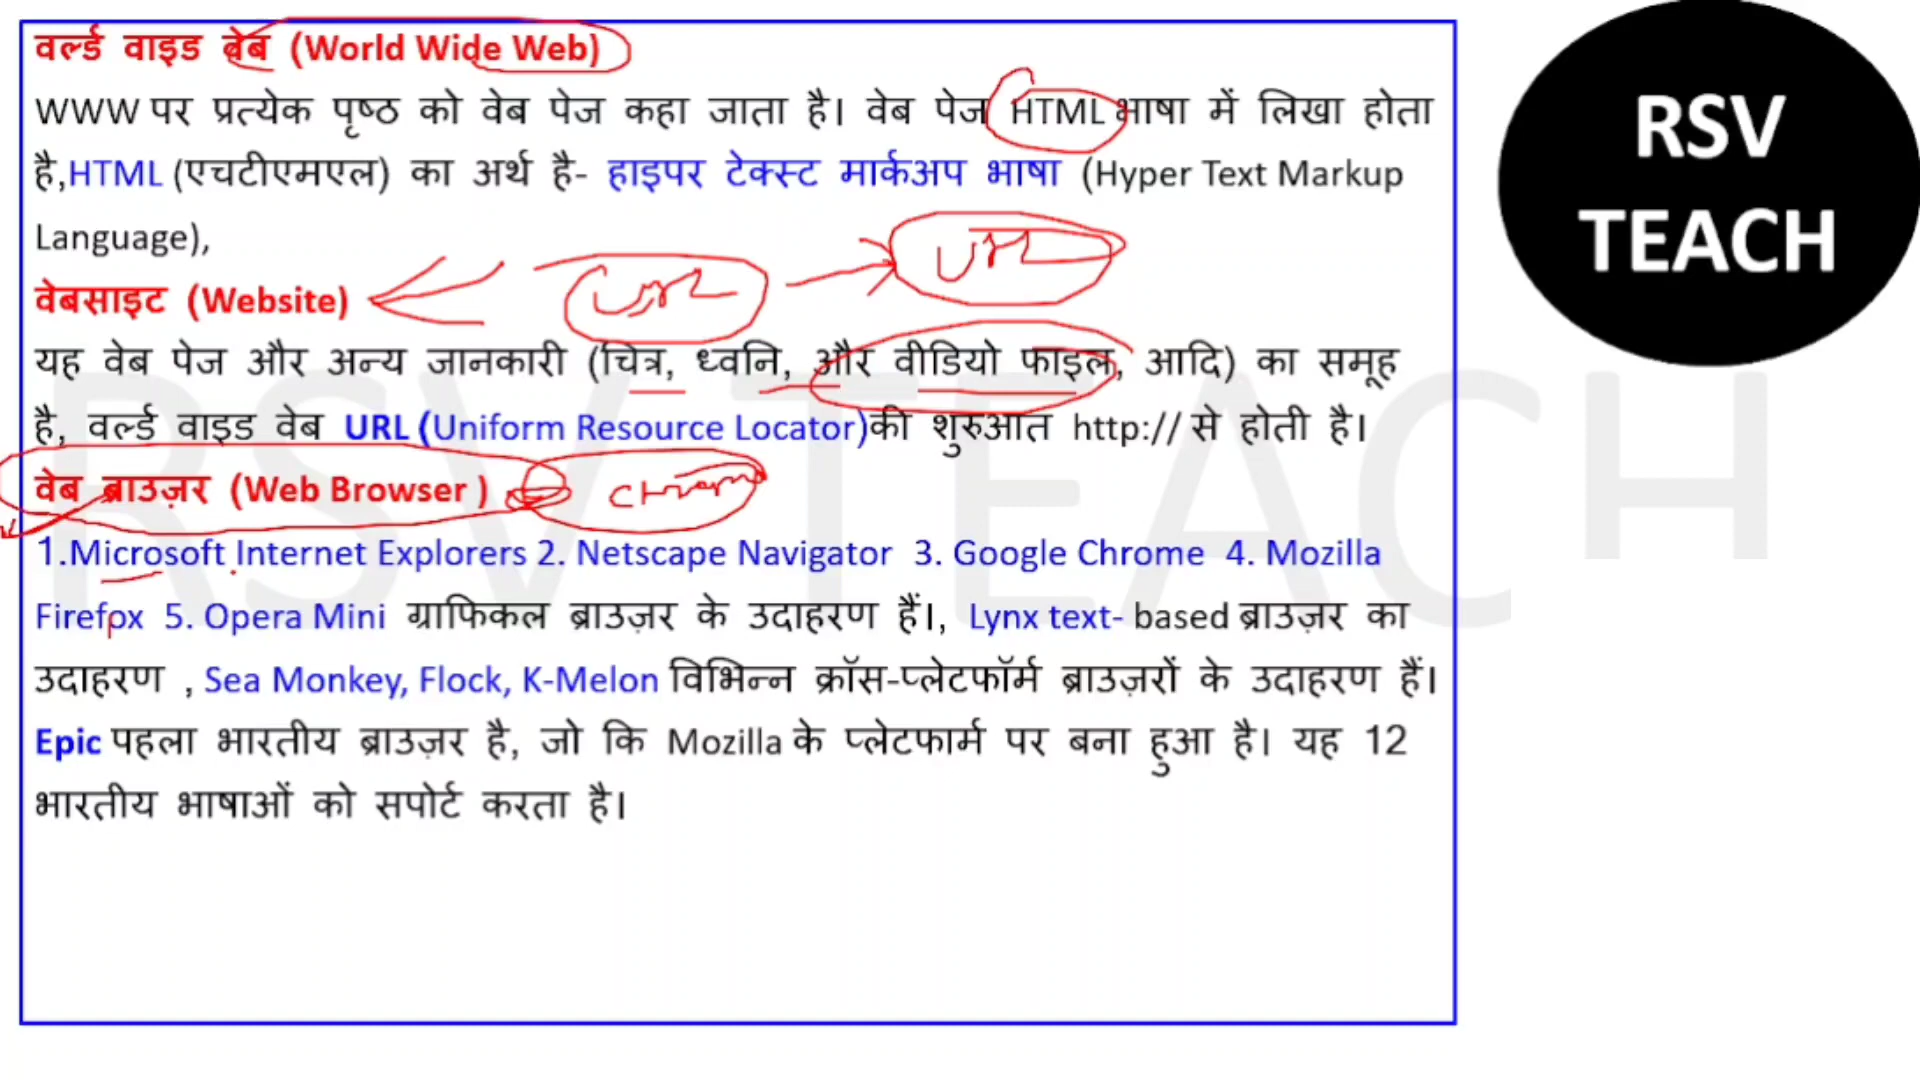 वर्ल्ड वाइड वेब (World Wide Web)
WWW पर प्रत्येक पृष्ठ को वेब पेज कहा जाता है। वेब पेज HTML भाषा में लिखा होता
है,HTML (एचटीएमएल) का अर्थ है- हाइपर टेक्स्ट मार्कअप भाषा (Hyper Text Markup
Language),
URL
वेबसाइट (Website) URL
यह वेब पेज और अन्य जानकारी (चित्र, ध्वनि, और वीडियो फाइल, आदि) का समूह
है, वर्ल्ड वाइड वेब URL (Uniform Resource Locator)की शुरुआत http:// से होती है।
वेब ब्राउज़र (Web Browser ) Chrome
1.Microsoft Internet Explorers 2. Netscape Navigator 3. Google Chrome 4. Mozilla
Firefox 5. Opera Mini ग्राफिकल ब्राउज़र के उदाहरण हैं।, Lynx text- based ब्राउज़र का
उदाहरण , Sea Monkey, Flock, K-Melon विभिन्न क्रॉस-प्लेटफॉर्म ब्राउज़रों के उदाहरण हैं।
Epic पहला भारतीय ब्राउज़र है, जो कि Mozilla के प्लेटफार्म पर बना हुआ है। यह 12
भारतीय भाषाओं को सपोर्ट करता है।
RSV
TEACH
RSV TEACH